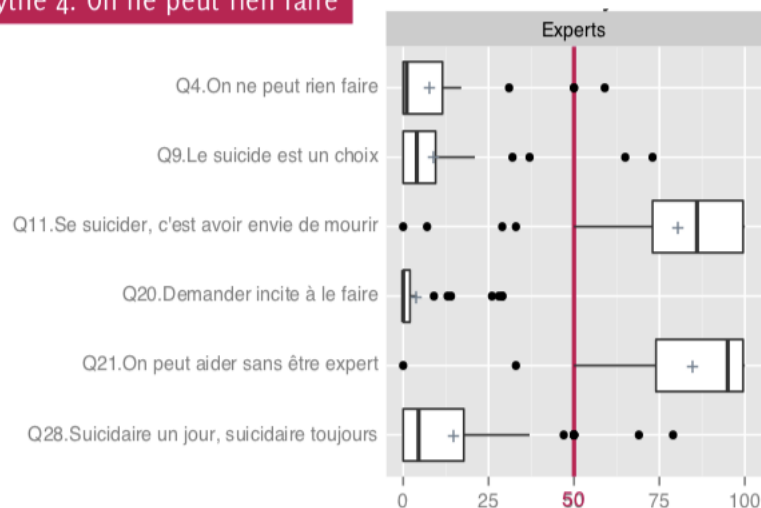 ythe 4. On ne peut rien faire
Experts
Q4.On ne peut rien faire
Q9.Le suicide est un choix
Q11.Se suicider, c'est avoir envie de mourir
Q20.Demander incite à le faire
Q21.On peut aider sans être expert
Q28.Suicidaire un jour, suicidaire toujours
0 25 50 75 100